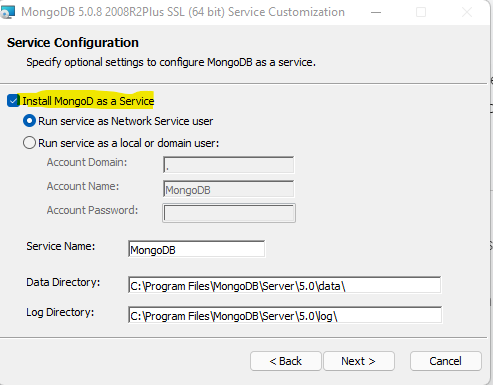 MongoDB 5.0.8 2008R2Plus SSL (64 bit) Service Customization
Service Configuration
Specify optional settings to configure MongoDB as a service.
Install MongoD as a Service
Run service as Network Service user
Run service as a local or domain user:
Account Domain: .
Account Name: MongoDB
Account Password:
Service Name: MongoDB
Data Directory: C:\Program Files\MongoDB\Server\5.0\data\
Log Directory: C:\Program Files\MongoDB\Server\5.0\log\
< Back Next > Cancel